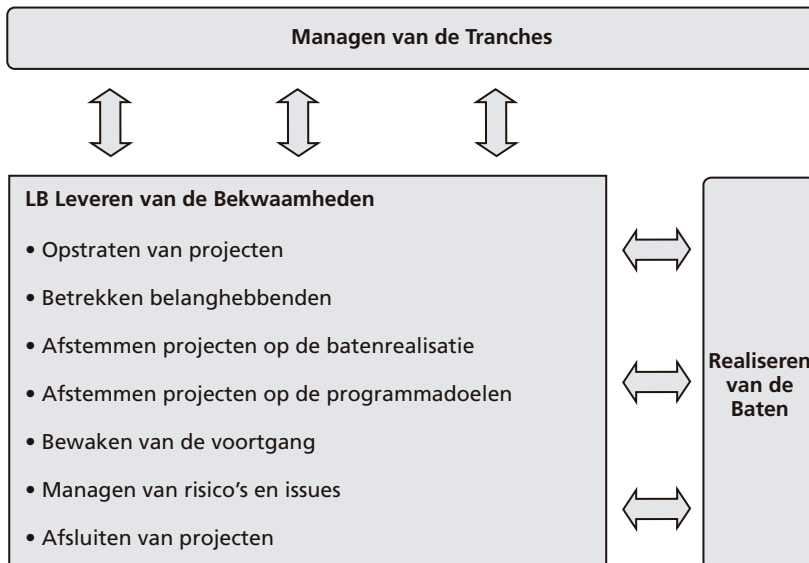 Managen van de Tranches
LB Leveren van de Bekwaamheden
• Opstraten van projecten
• Betrekken belanghebbenden
• Afstemmen projecten op de batenrealisatie
• Afstemmen projecten op de programmadoelen
• Bewaken van de voortgang
• Managen van risico's en issues
• Afsluiten van projecten
Realiseren
van de
Baten